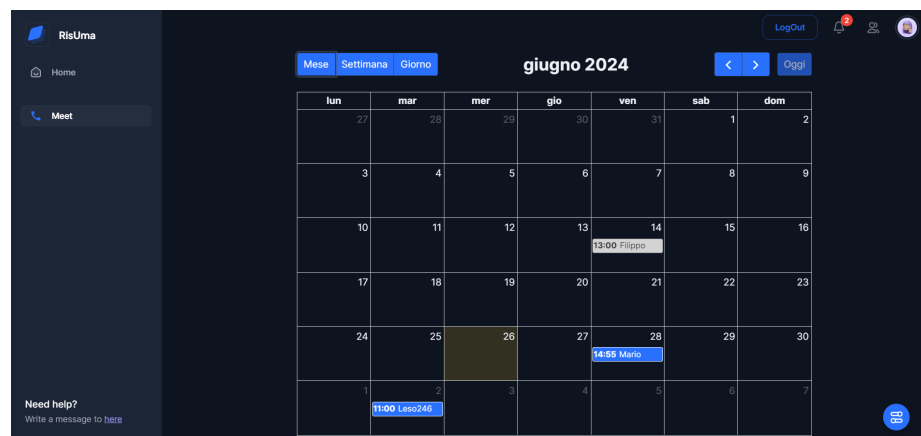 RisUma
Home
Meet
Need help?
Write a message to here
LogOut
2
Mese Settimana Giorno
giugno 2024
Oggi
lun mar mer gio ven sab dom
27 28 29 30 31 1 2
3 4 5 6 7 8 9
10 11 12 13 14 15 16
13:00 Filippo
17 18 19 20 21 22 23
24 25 26 27 28 29 30
14:55 Mario
1 2 3 4 5 6 7
11:00 Leso246